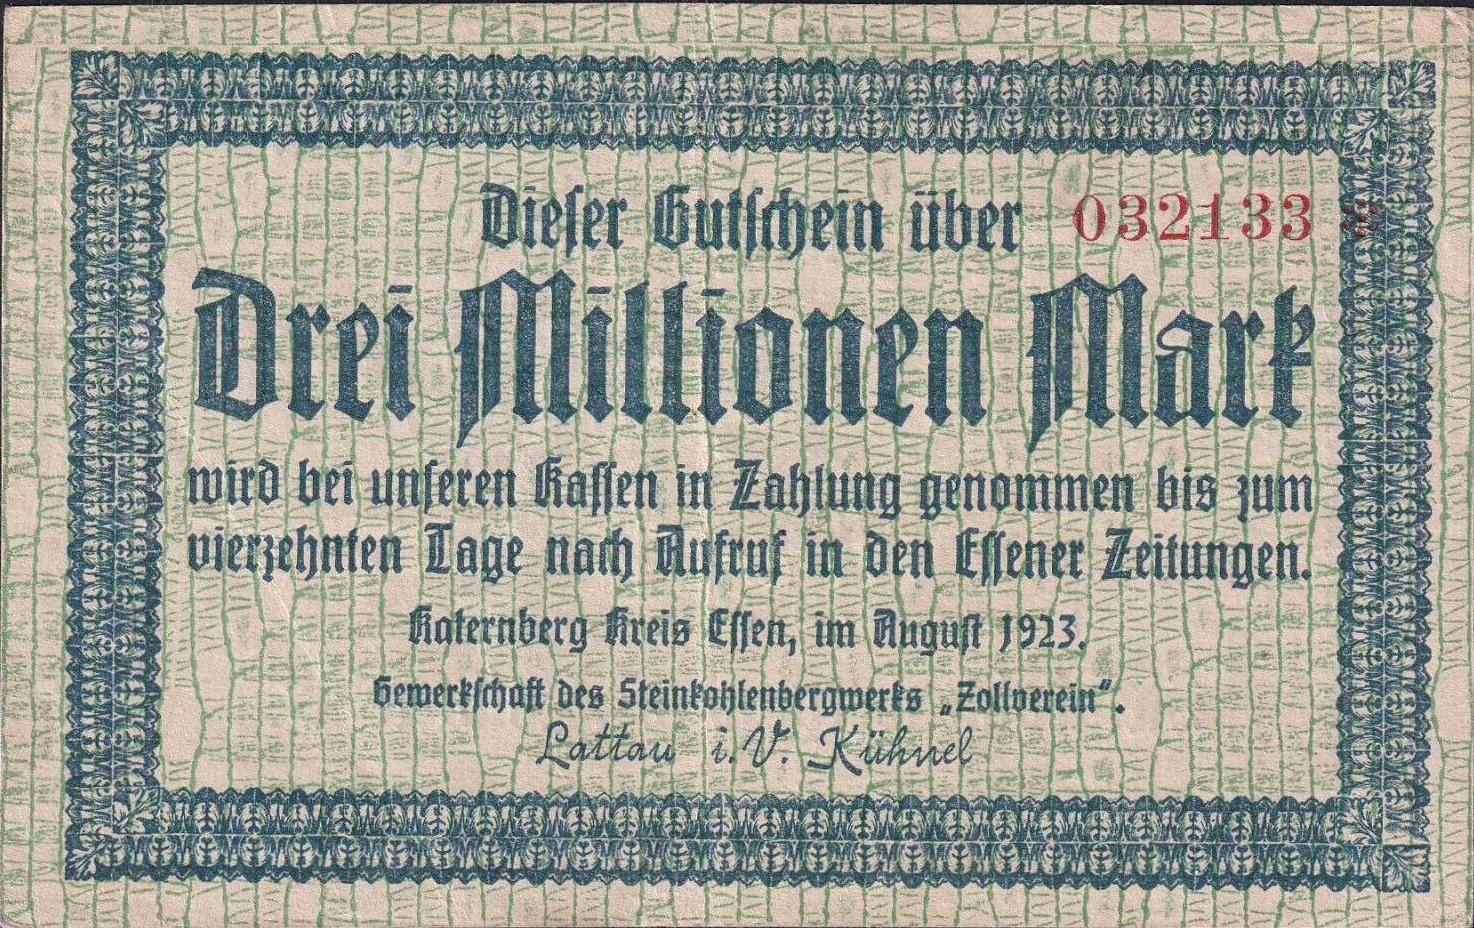 Dieser Gutschein über 032133 *
Drei Millionen Mark
wird bei unseren Kassen in Zahlung genommen bis zum
vierzehnten Tage nach Aufruf in den Essener Zeitungen.
Katernberg Kreis Essen, im August 1923.
Gewerkschaft des Steinkohlenbergwerks „Zollverein“.
Lattau i. V. Kühnel